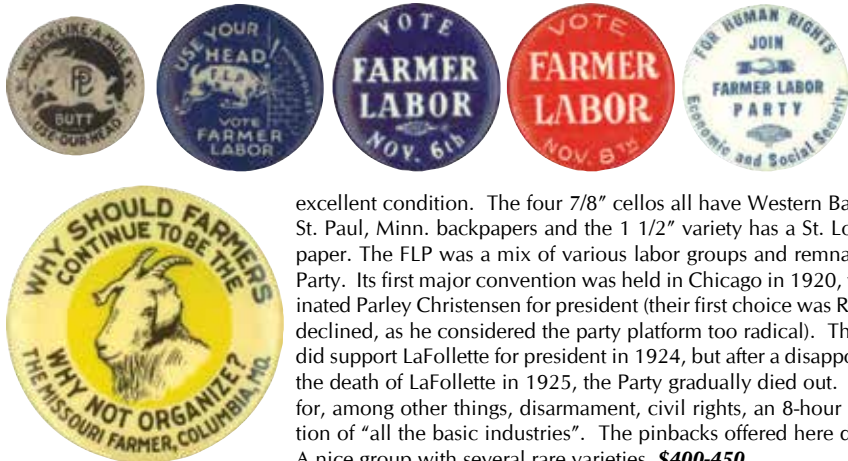 WE KICK-LIKE-A-MULE
BUTT
USE-OUR-HEAD
USE YOUR
HEAD!
F.L.A.
VOTE
FARMER
LABOR
VOTE
FARMER
LABOR
NOV. 6th
VOTE
FARMER
LABOR
NOV. 8TH
FOR HUMAN RIGHTS
JOIN
FARMER LABOR
PARTY
Economic and Social Security
WHY SHOULD FARMERS
CONTINUE TO BE THE
WHY NOT ORGANIZE?
THE MISSOURI FARMER, COLUMBIA, MO.
excellent condition. The four 7/8" cellos all have Western Ba
St. Paul, Minn. backpapers and the 1 1/2" variety has a St. Lo
paper. The FLP was a mix of various labor groups and remna
Party. Its first major convention was held in Chicago in 1920,
inated Parley Christensen for president (their first choice was R
declined, as he considered the party platform too radical). Th
did support LaFollette for president in 1924, but after a disappo
the death of LaFollette in 1925, the Party gradually died out.
for, among other things, disarmament, civil rights, an 8-hour
tion of "all the basic industries". The pinbacks offered here d
A nice group with several rare varieties. $400-450